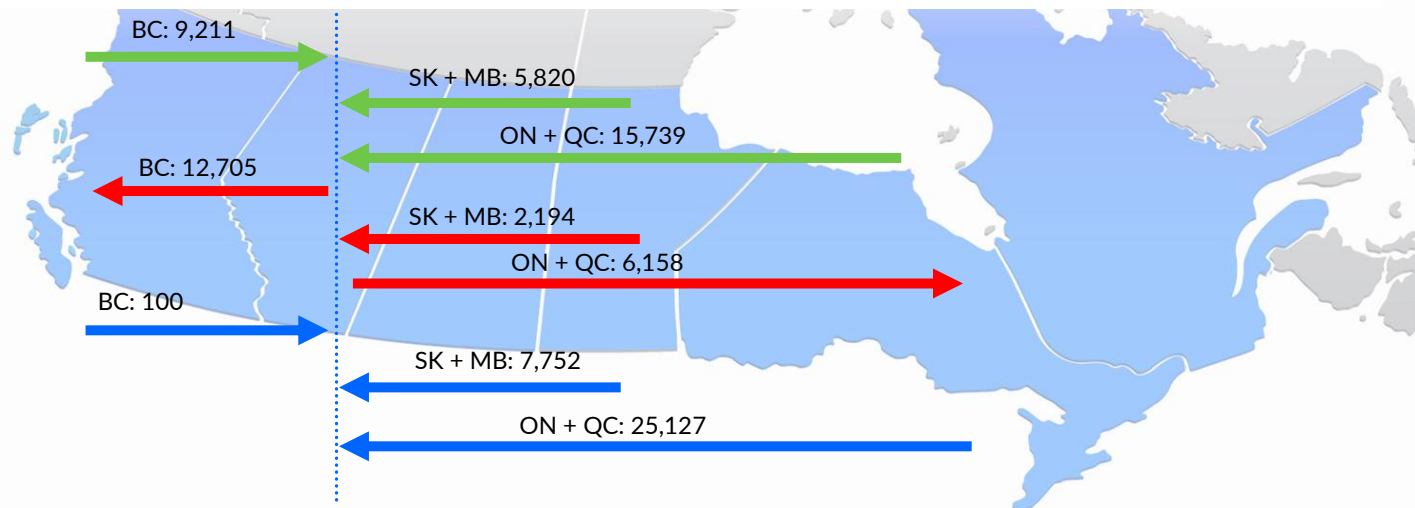 BC: 9,211
SK + MB: 5,820
ON + QC: 15,739
BC: 12,705
SK + MB: 2,194
ON + QC: 6,158
BC: 100
SK + MB: 7,752
ON + QC: 25,127